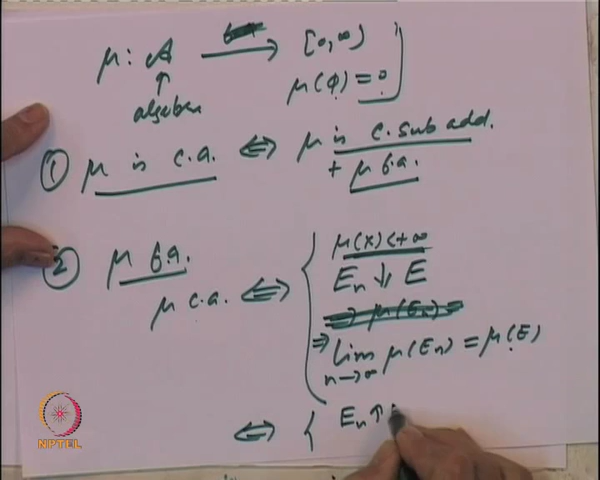 μ: 𝒜 → [0, ∞)
μ(φ) = 0
↑
algebra
① μ is c.a. ⇔ μ is c. sub add.
+ μ f.a.
② μ f.a.
μ(X) < +∞
μ c.a. ⇔ { En ↓ E
⇒ lim n→∞ μ(En) = μ(E)
⇔ { En ↑
NPTEL